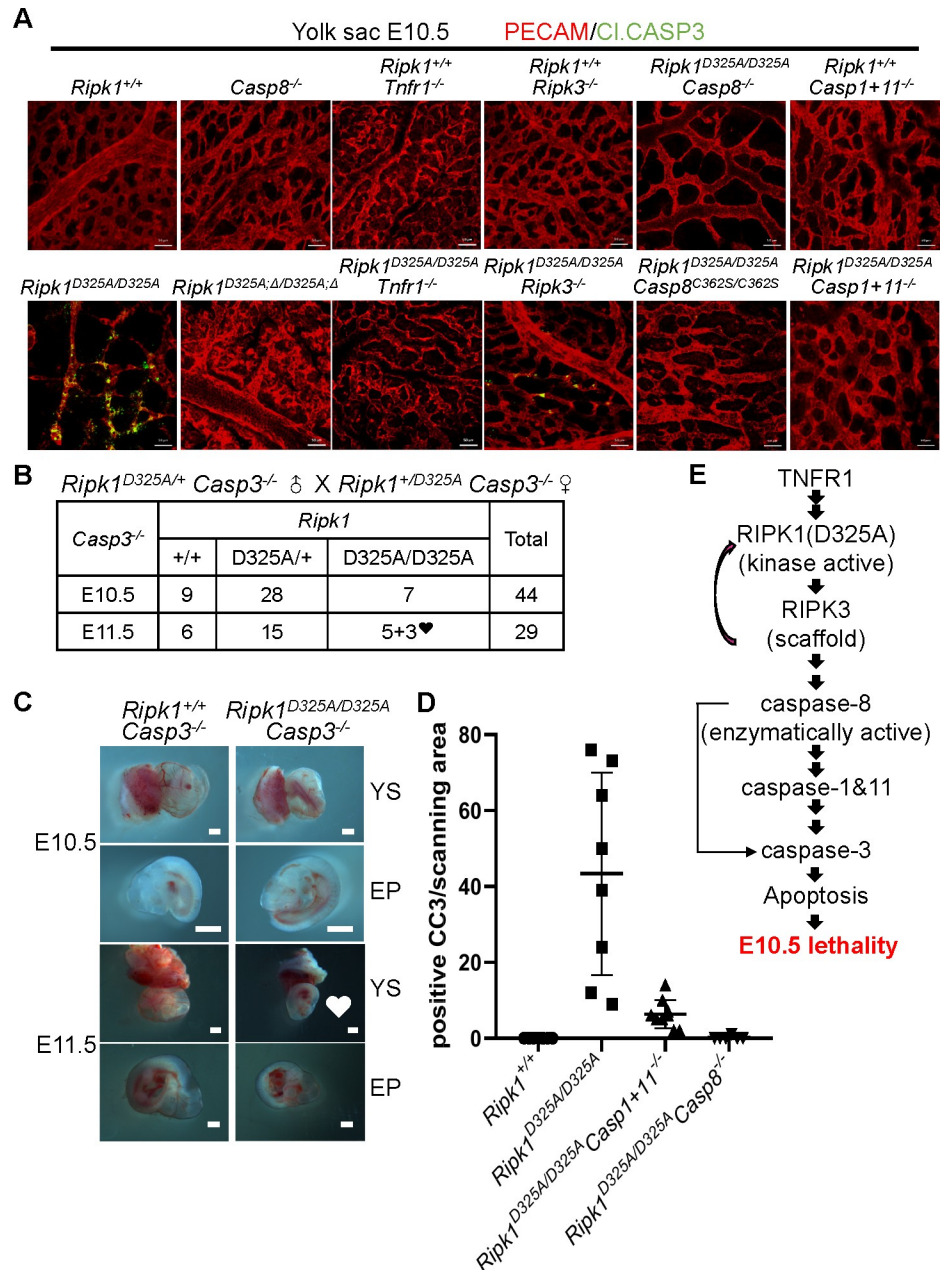 A
Yolk sac E10.5 PECAM/Cl.CASP3
Ripk1+/+
Casp8-/-
Ripk1+/+
Tnfr1-/-
Ripk1+/+
Ripk3-/-
Ripk1D325A/D325A
Casp8-/-
Ripk1+/+
Casp1+11-/-
Ripk1D325A/D325A
Ripk1D325A;Δ/D325A;Δ
Ripk1D325A/D325A
Tnfr1-/-
Ripk1D325A/D325A
Ripk3-/-
Ripk1D325A/D325A
Casp8C362S/C362S
Ripk1D325A/D325A
Casp1+11-/-
B
Ripk1D325A/+ Casp3-/- ♂ X Ripk1+/D325A Casp3-/- ♀
Casp3-/- Ripk1 Total
+/+ D325A/+ D325A/D325A
E10.5 9 28 7 44
E11.5 6 15 5+3♥ 29
C
Ripk1+/+
Casp3-/-
Ripk1D325A/D325A
Casp3-/-
E10.5
YS
EP
E11.5
YS
EP
D
positive CC3/scanning area
80
60
40
20
0
Ripk1+/+
Ripk1D325A/D325A
Ripk1D325A/D325ACasp1+11-/-
Ripk1D325A/D325ACasp8-/-
E
TNFR1
RIPK1(D325A)
(kinase active)
RIPK3
(scaffold)
caspase-8
(enzymatically active)
caspase-1&11
caspase-3
Apoptosis
E10.5 lethality